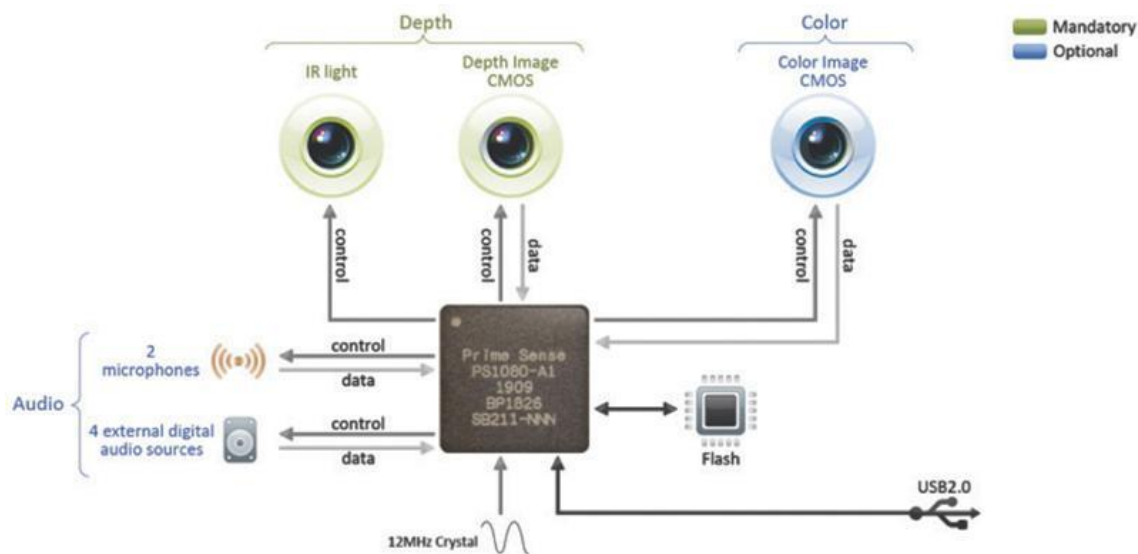 Depth
Color
Mandatory
Optional
IR light
Depth Image
CMOS
Color Image
CMOS
control
control
data
control
data
2
microphones
control
data
Audio
4 external digital
audio sources
control
data
Prime Sense
PS1080-A1
1909
BP1826
SB211-NNN
Flash
USB2.0
12MHz Crystal